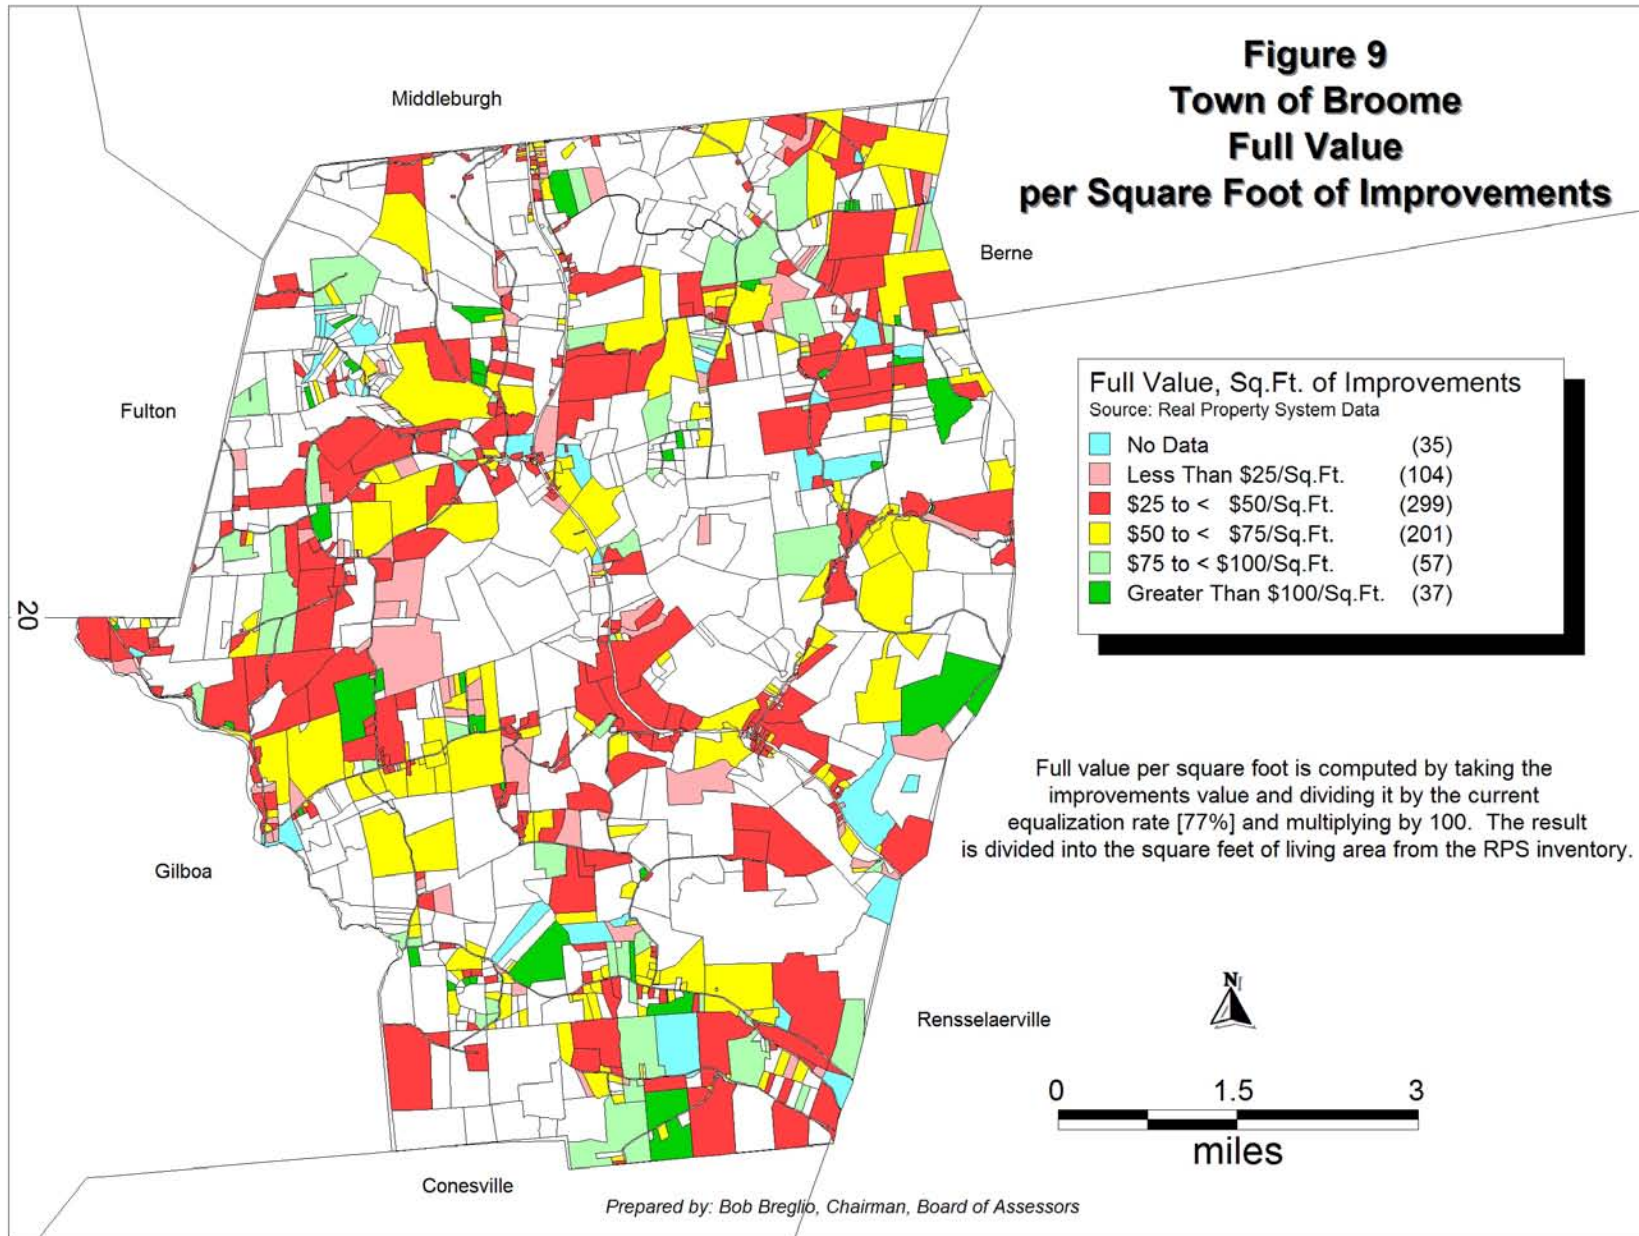 Figure 9
Town of Broome
Full Value
per Square Foot of Improvements
Middleburgh
Berne
Fulton
Full Value, Sq.Ft. of Improvements
Source: Real Property System Data
No Data (35)
Less Than $25/Sq.Ft. (104)
$25 to < $50/Sq.Ft. (299)
$50 to < $75/Sq.Ft. (201)
$75 to < $100/Sq.Ft. (57)
Greater Than $100/Sq.Ft. (37)
20
Full value per square foot is computed by taking the
improvements value and dividing it by the current
equalization rate [77%] and multiplying by 100. The result
is divided into the square feet of living area from the RPS inventory.
Gilboa
N
Rensselaerville
0 1.5 3
miles
Conesville
Prepared by: Bob Breglio, Chairman, Board of Assessors